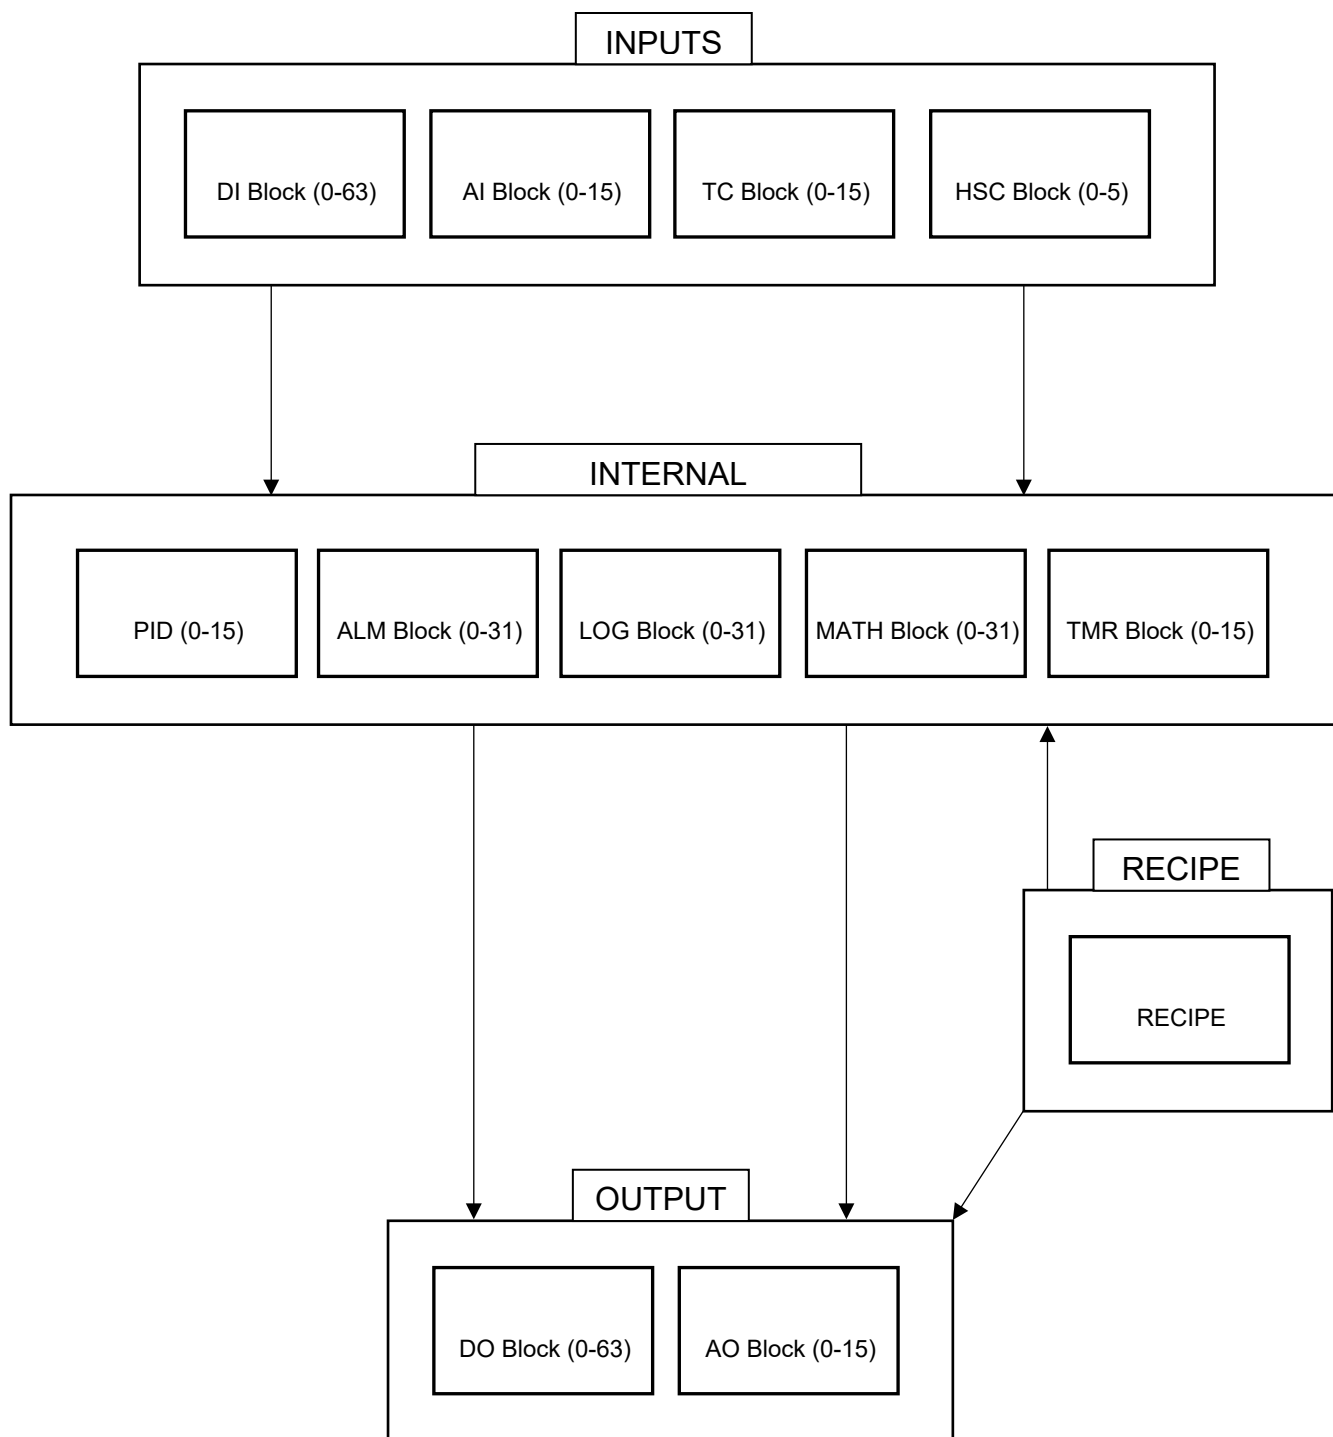 INPUTS
DI Block (0-63)
AI Block (0-15)
TC Block (0-15)
HSC Block (0-5)
INTERNAL
PID (0-15)
ALM Block (0-31)
LOG Block (0-31)
MATH Block (0-31)
TMR Block (0-15)
RECIPE
RECIPE
OUTPUT
DO Block (0-63)
AO Block (0-15)